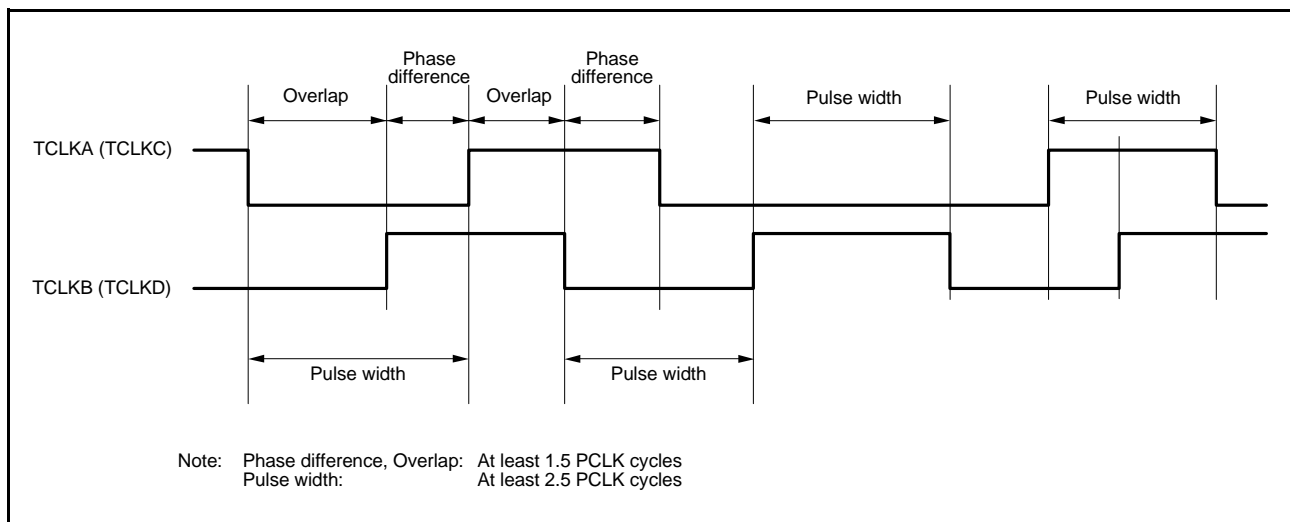 Phase
difference
Phase
difference
Overlap
Overlap
Pulse width
Pulse width
TCLKA (TCLKC)
TCLKB (TCLKD)
Pulse width
Pulse width
Note: Phase difference, Overlap: At least 1.5 PCLK cycles
Pulse width: At least 2.5 PCLK cycles